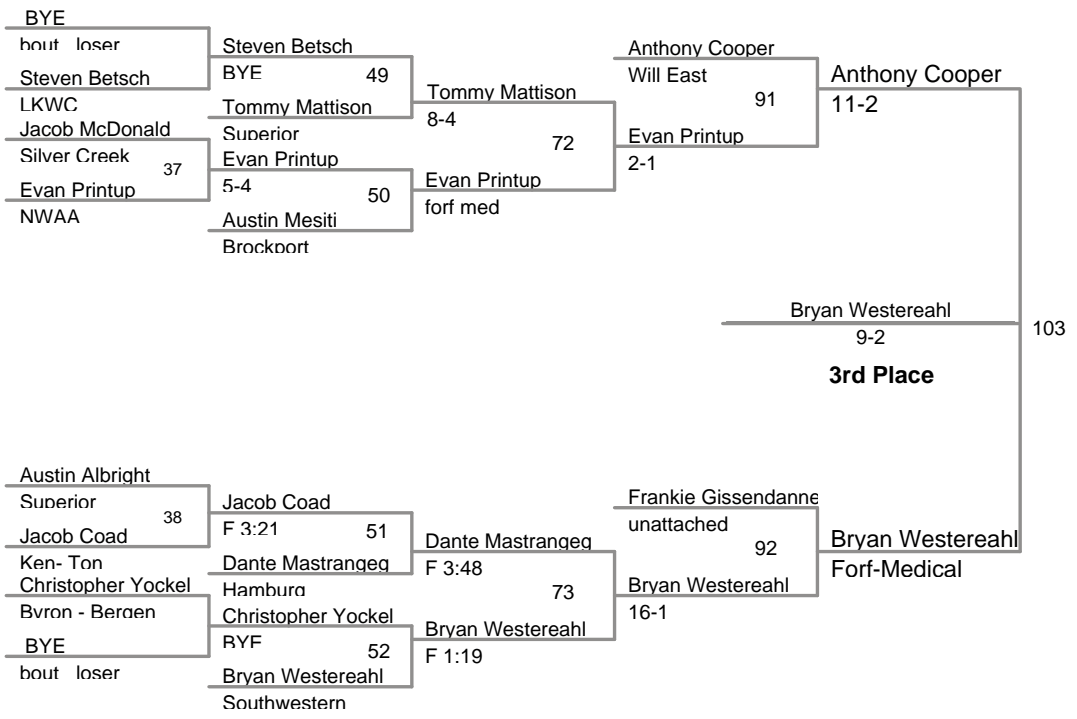 BYE
bout loser
Steven Betsch
LKWC
Jacob McDonald
Silver Creek
37
Evan Printup
NWAA
Steven Betsch
BYE
49
Tommy Mattison
Superior
Evan Printup
5-4
50
Austin Mesiti
Brockport
Tommy Mattison
8-4
72
Evan Printup
forf med
Anthony Cooper
Will East
91
Evan Printup
2-1
Anthony Cooper
11-2
Bryan Westereahl
9-2
3rd Place
103
Austin Albright
Superior
38
Jacob Coad
Ken- Ton
Christopher Yockel
Byron - Bergen
BYE
bout loser
Jacob Coad
F 3:21
51
Dante Mastrangeg
Hamburg
Christopher Yockel
BYE
52
Bryan Westereahl
Southwestern
Dante Mastrangeg
F 3:48
73
Bryan Westereahl
F 1:19
Frankie Gissendanne
unattached
92
Bryan Westereahl
16-1
Bryan Westereahl
Forf-Medical